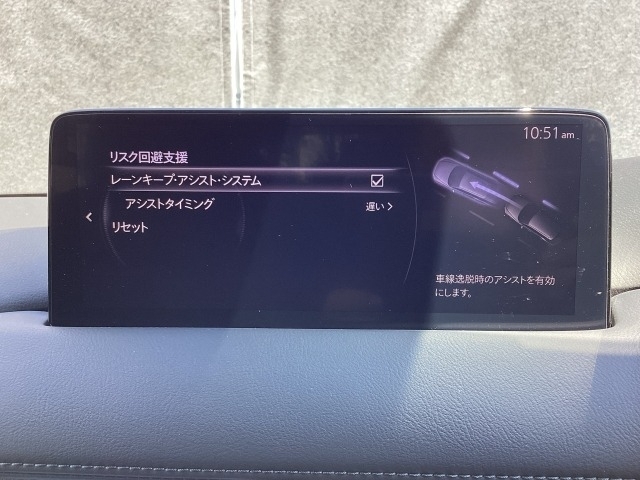 10:51 am
リスク回避支援
レーンキープ・アシスト・システム
アシストタイミング 遅い
リセット
車線逸脱時のアシストを有効
にします。